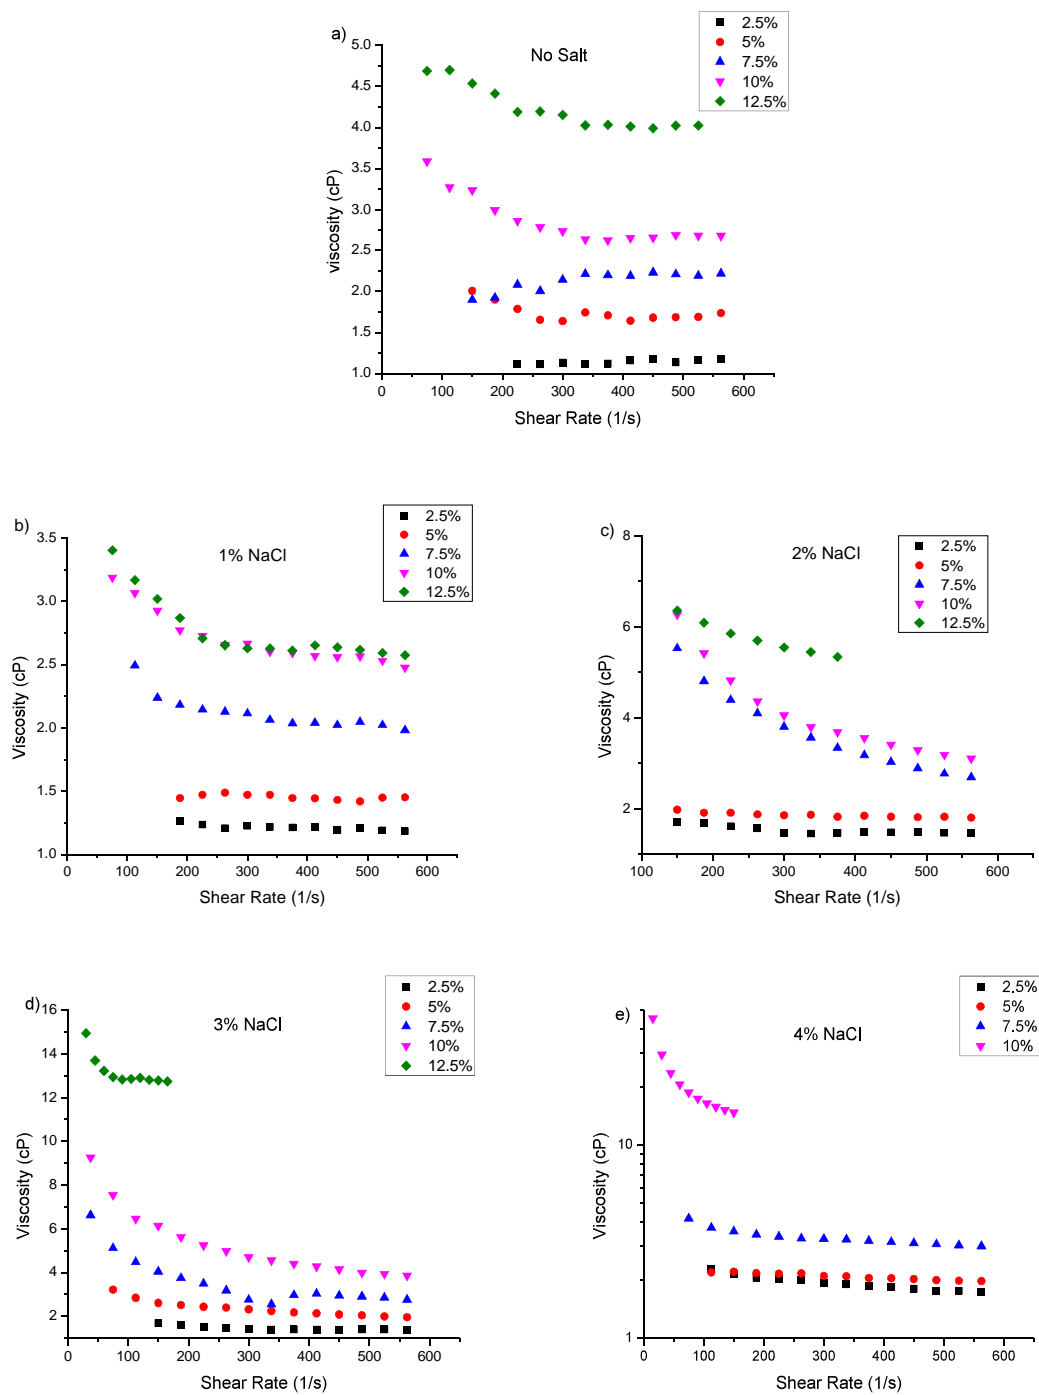 a)
No Salt
2.5%
5%
7.5%
10%
12.5%
5.0
4.5
4.0
3.5
3.0
2.5
2.0
1.5
1.0
viscosity (cP)
0 100 200 300 400 500 600
Shear Rate (1/s)
b)
1% NaCl
2.5%
5%
7.5%
10%
12.5%
3.5
3.0
2.5
2.0
1.5
1.0
Viscosity (cP)
0 100 200 300 400 500 600
Shear Rate (1/s)
c)
2% NaCl
2.5%
5%
7.5%
10%
12.5%
8
6
4
2
Viscosity (cP)
100 200 300 400 500 600
Shear Rate (1/s)
d)
3% NaCl
2.5%
5%
7.5%
10%
12.5%
16
14
12
10
8
6
4
2
Viscosity (cP)
0 100 200 300 400 500 600
Shear Rate (1/s)
e)
4% NaCl
2.5%
5%
7.5%
10%
10
1
Viscosity (cP)
0 100 200 300 400 500 600
Shear Rate (1/s)